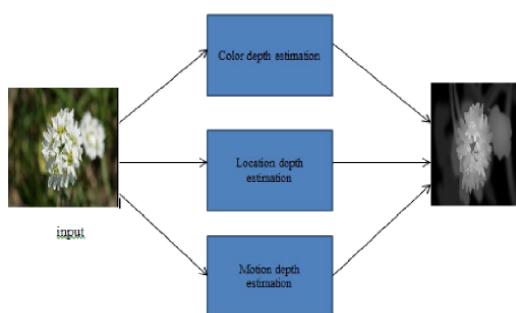 Color depth estimation
Location depth
estimation
input
Motion depth
estimation